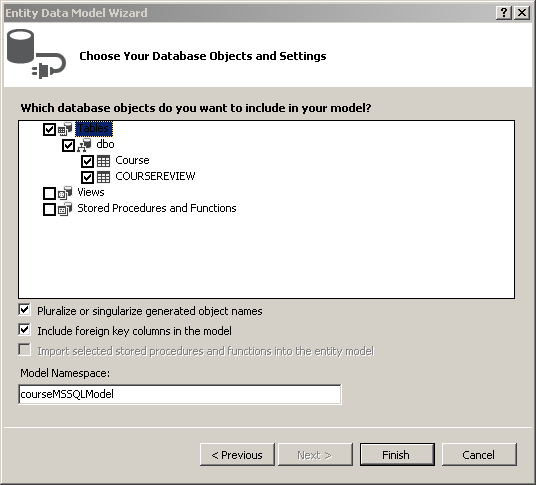 Entity Data Model Wizard
Choose Your Database Objects and Settings
Which database objects do you want to include in your model?
Tables
dbo
Course
COURSEREVIEW
Views
Stored Procedures and Functions
Pluralize or singularize generated object names
Include foreign key columns in the model
Import selected stored procedures and functions into the entity model
Model Namespace:
courseMSSQLModel
< Previous Next > Finish Cancel